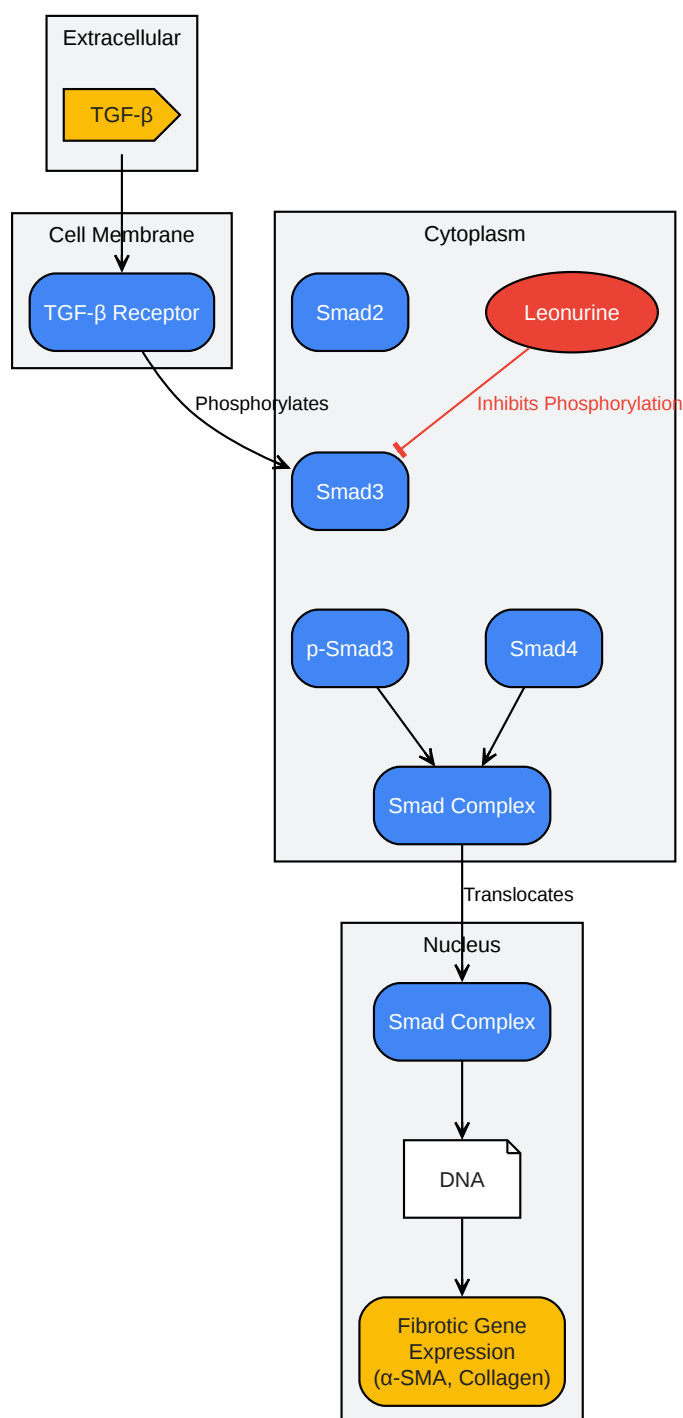 Extracellular
TGF-β
Cell Membrane
TGF-β Receptor
Cytoplasm
Smad2
Leonurine
Phosphorylates
Inhibits Phosphorylation
Smad3
p-Smad3
Smad4
Smad Complex
Translocates
Nucleus
Smad Complex
DNA
Fibrotic Gene
Expression
(α-SMA, Collagen)